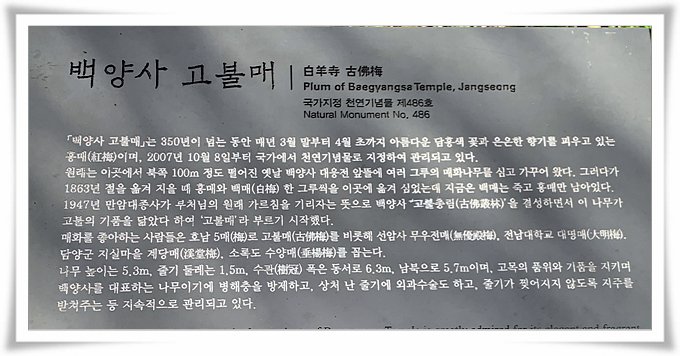 백양사 고불매 | 白羊寺 古佛梅
Plum of Baegyangsa Temple, Jangseong
국가지정 천연기념물 제486호
Natural Monument No. 486
「백양사 고불매」는 350년이 넘는 동안 매년 3월 말부터 4월 초까지 아름다운 담홍색 꽃과 은은한 향기를 피우고 있는
홍매(紅梅)이며, 2007년 10월 8일부터 국가에서 천연기념물로 지정하여 관리되고 있다.
원래는 이곳에서 북쪽 100m 정도 떨어진 옛날 백양사 대웅전 앞뜰에 여러 그루의 매화나무를 심고 가꾸어 왔다. 그러다가
1863년 절을 옮겨 지을 때 홍매와 백매(白梅) 한 그루씩을 이곳에 옮겨 심었는데 지금은 백매는 죽고 홍매만 남아있다.
1947년 만암대종사가 부처님의 원래 가르침을 기리자는 뜻으로 백양사 '고불총림(古佛叢林)'을 결성하면서 이 나무가
고불의 기품을 닮았다 하여 '고불매'라 부르기 시작했다.
매화를 좋아하는 사람들은 호남 5매(梅)로 고불매(古佛梅)를 비롯해 선암사 무우전매(無優殿梅), 전남대학교 대명매(大明梅),
담양군 지실마을 계당매(溪堂梅), 소록도 수양매(垂楊梅)를 꼽는다.
나무 높이는 5.3m, 줄기 둘레는 1.5m, 수관(樹冠) 폭은 동서로 6.3m, 남북으로 5.7m이며, 고목의 품위와 기품을 지키며
백양사를 대표하는 나무이기에 병해충을 방제하고, 상처 난 줄기에 외과수술도 하고, 줄기가 찢어지지 않도록 지주를
받쳐주는 등 지속적으로 관리되고 있다.